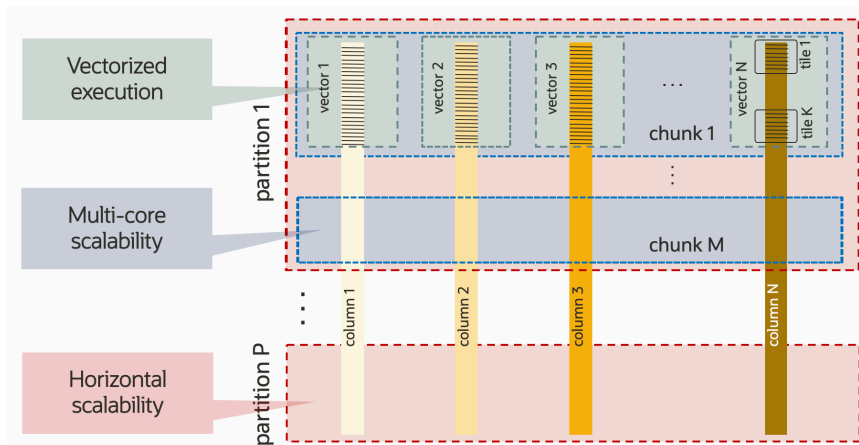 Vectorized
execution
Multi-core
scalability
Horizontal
scalability
partition 1
vector 1
vector 2
vector 3
...
vector N
tile 1
tile K
chunk 1
...
chunk M
...
column 1
column 2
column 3
column N
partition P